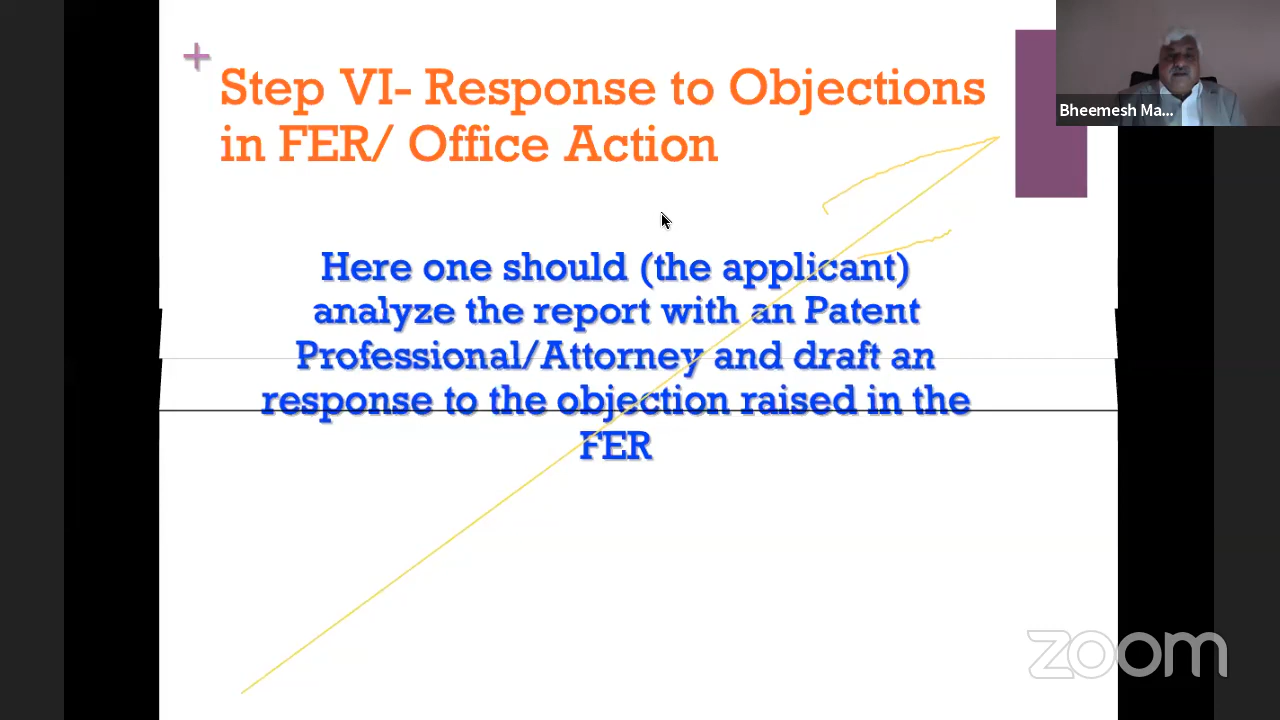 +
Step VI- Response to Objections
in FER/ Office Action
Bheemesh Ma...
Here one should (the applicant)
analyze the report with an Patent
Professional/Attorney and draft an
response to the objection raised in the
FER
zoom